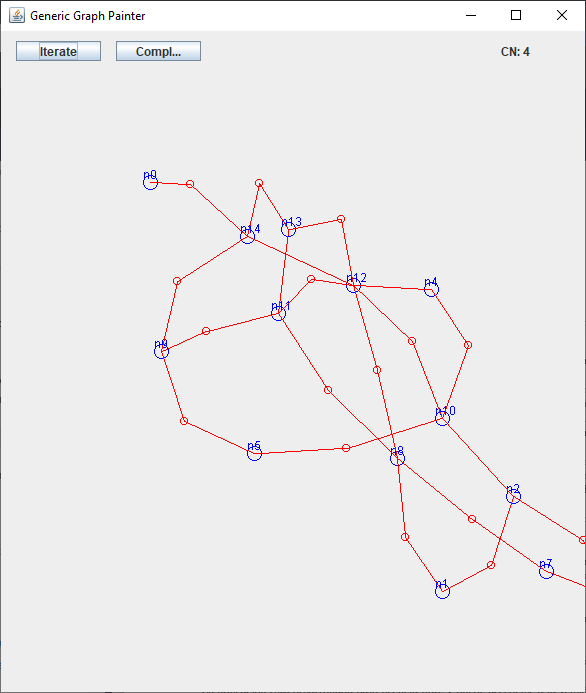 Generic Graph Painter
Iterate
Compl...
CN: 4
n0
n13
n14
n12
n4
n11
n9
n10
n5
n8
n2
n7
n1